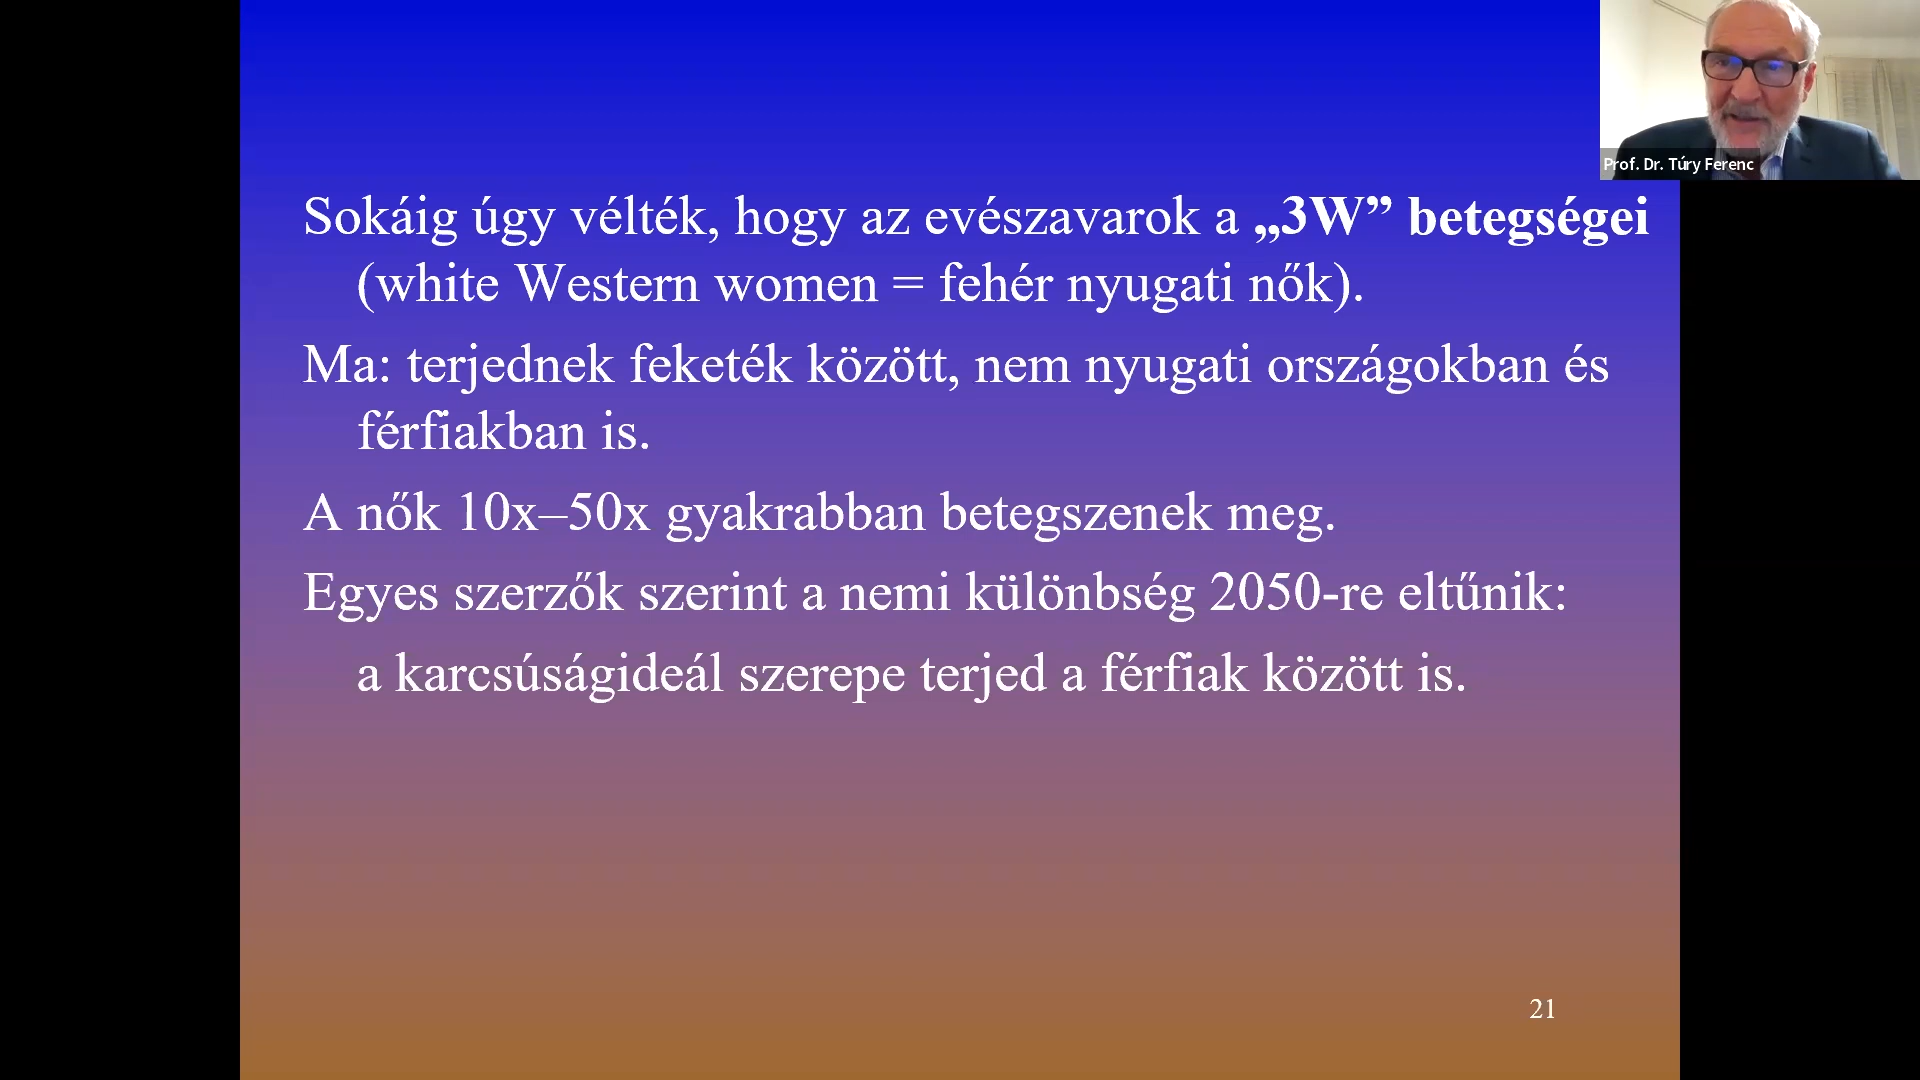 Prof. Dr. Túry Ferenc
Sokáig úgy vélték, hogy az evészavarok a „3W” betegségei
(white Western women = fehér nyugati nők).
Ma: terjednek feketék között, nem nyugati országokban és
férfiakban is.
A nők 10x–50x gyakrabban betegszenek meg.
Egyes szerzők szerint a nemi különbség 2050-re eltűnik:
a karcsúságideál szerepe terjed a férfiak között is.
21